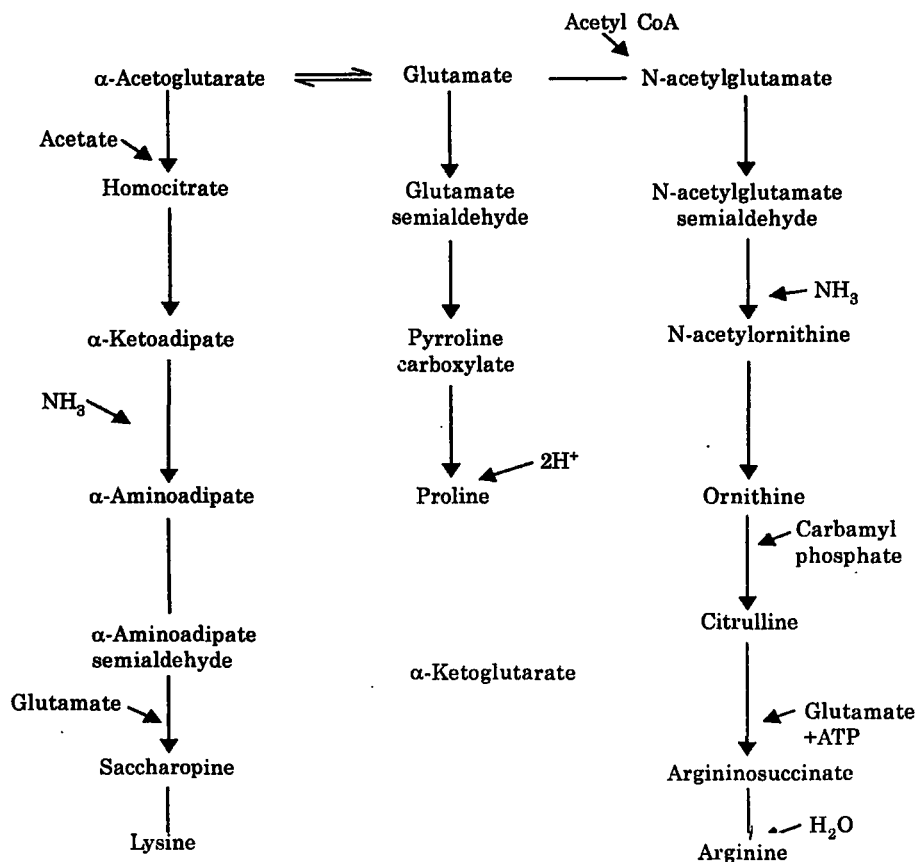 Acetyl CoA
α-Acetoglutarate
Glutamate
N-acetylglutamate
Acetate
Homocitrate
Glutamate
semialdehyde
N-acetylglutamate
semialdehyde
NH₃
α-Ketoadipate
Pyrroline
carboxylate
N-acetylornithine
NH₃
2H⁺
α-Aminoadipate
Proline
Ornithine
Carbamyl
phosphate
Citrulline
α-Aminoadipate
semialdehyde
α-Ketoglutarate
Glutamate
Glutamate
+ATP
Saccharopine
Argininosuccinate
H₂O
Lysine
Arginine